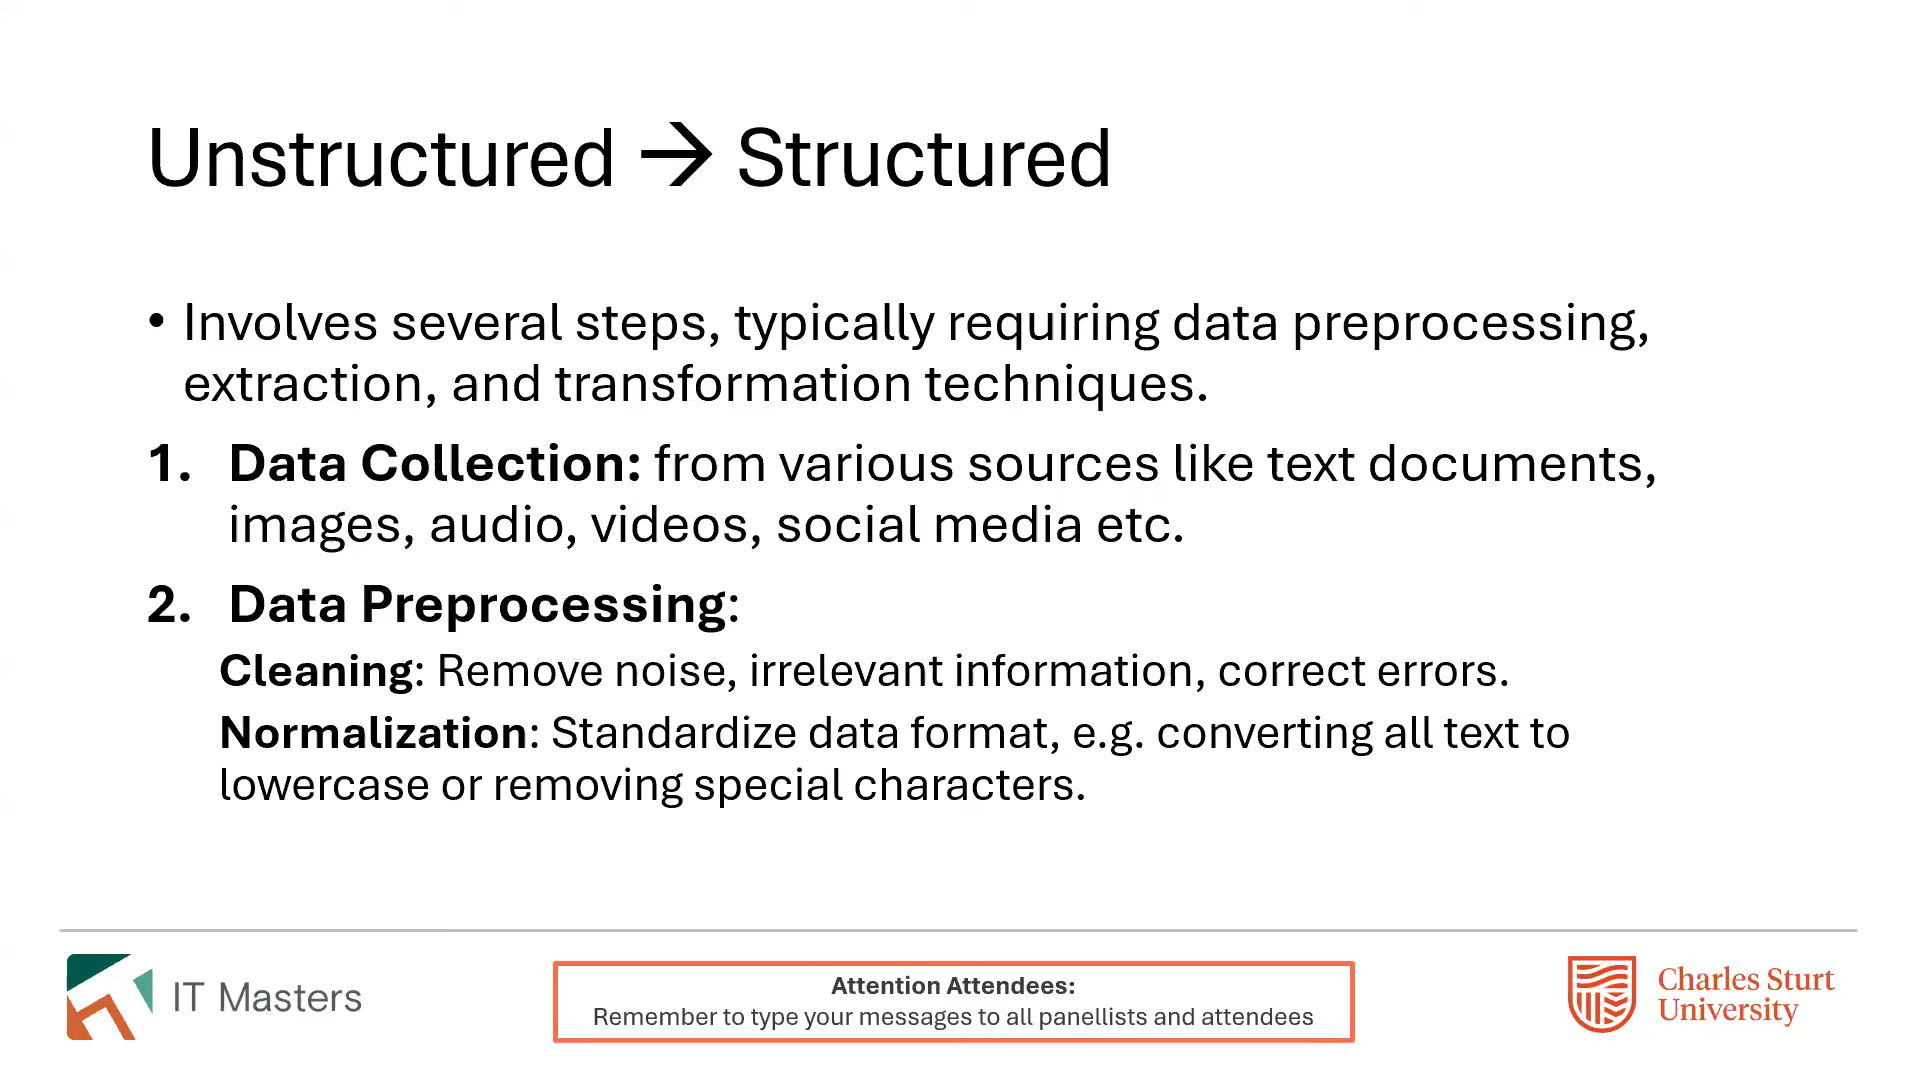 Unstructured → Structured
• Involves several steps, typically requiring data preprocessing,
extraction, and transformation techniques.
1. Data Collection: from various sources like text documents,
images, audio, videos, social media etc.
2. Data Preprocessing:
Cleaning: Remove noise, irrelevant information, correct errors.
Normalization: Standardize data format, e.g. converting all text to
lowercase or removing special characters.
IT Masters
Attention Attendees:
Remember to type your messages to all panellists and attendees
Charles Sturt
University